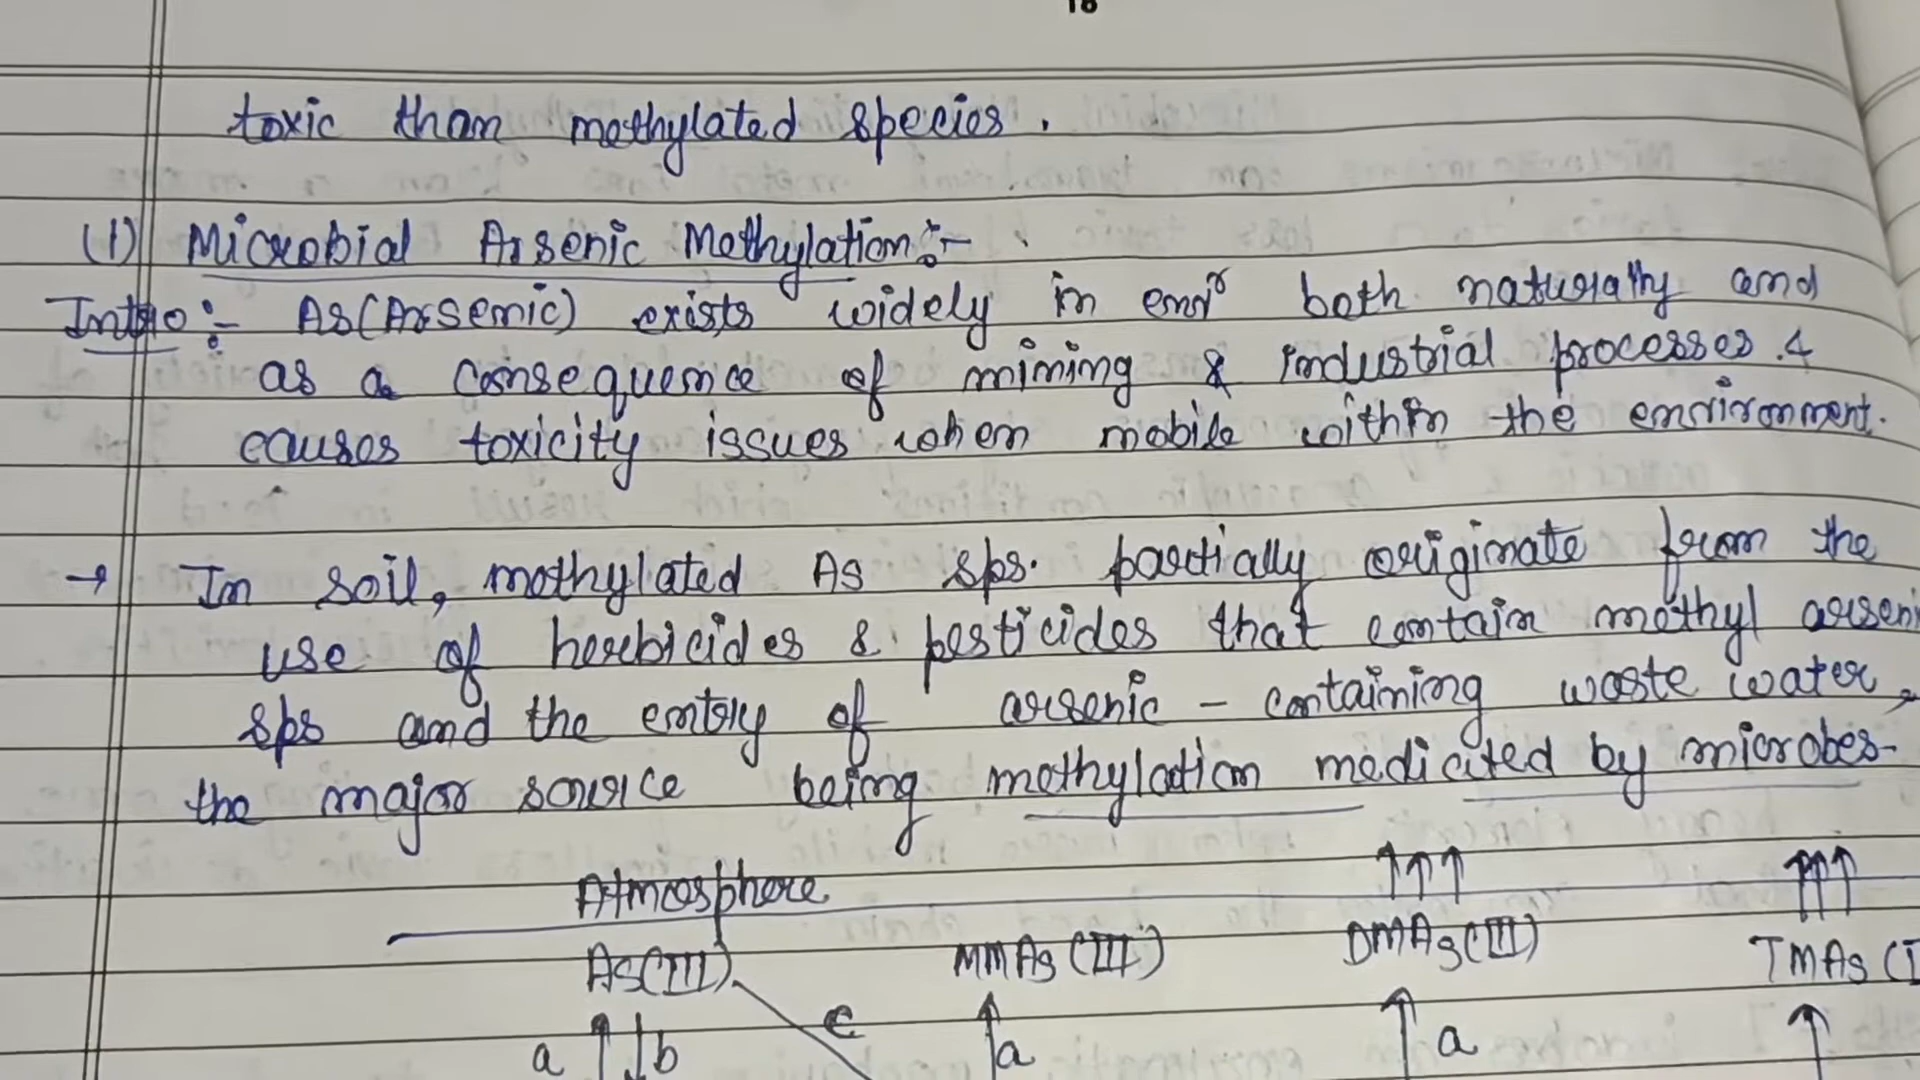 18
toxic than methylated species.
(1) Microbial Arsenic Methylation:-
Intro:- As(Arsenic) exists widely in envr both naturally and
as a consequence of mining & industrial processes. &
causes toxicity issues when mobile within the environment.
→ In soil, methylated As sps. partially originate from the
use of herbicides & pesticides that contain methyl arseni
sps and the entry of arsenic - containing waste water,
the major source being methylation medicited by microbes-
Atmosphere ↑↑↑ ↑↑↑
As(III) MMAs (III) DMAs(III) TMAs (I
a ↑ ↓ b e ↑ a ↑ a ↑